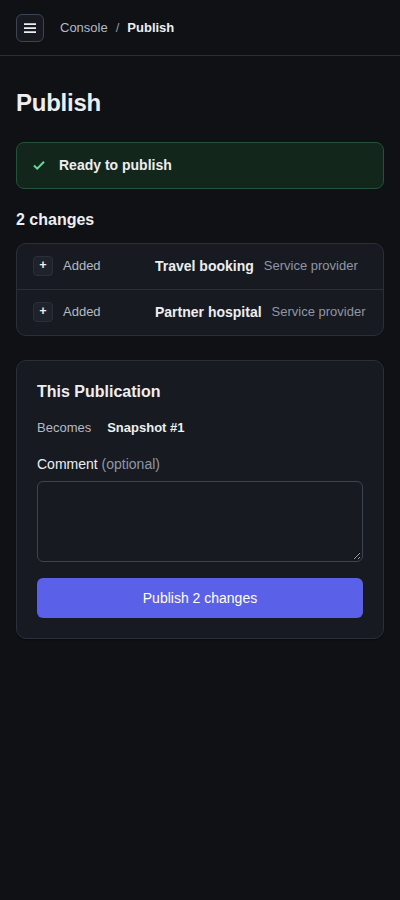 Console / Publish
Publish
Ready to publish
2 changes
+ Added Travel booking Service provider
+ Added Partner hospital Service provider
This Publication
Becomes Snapshot #1
Comment (optional)
Publish 2 changes